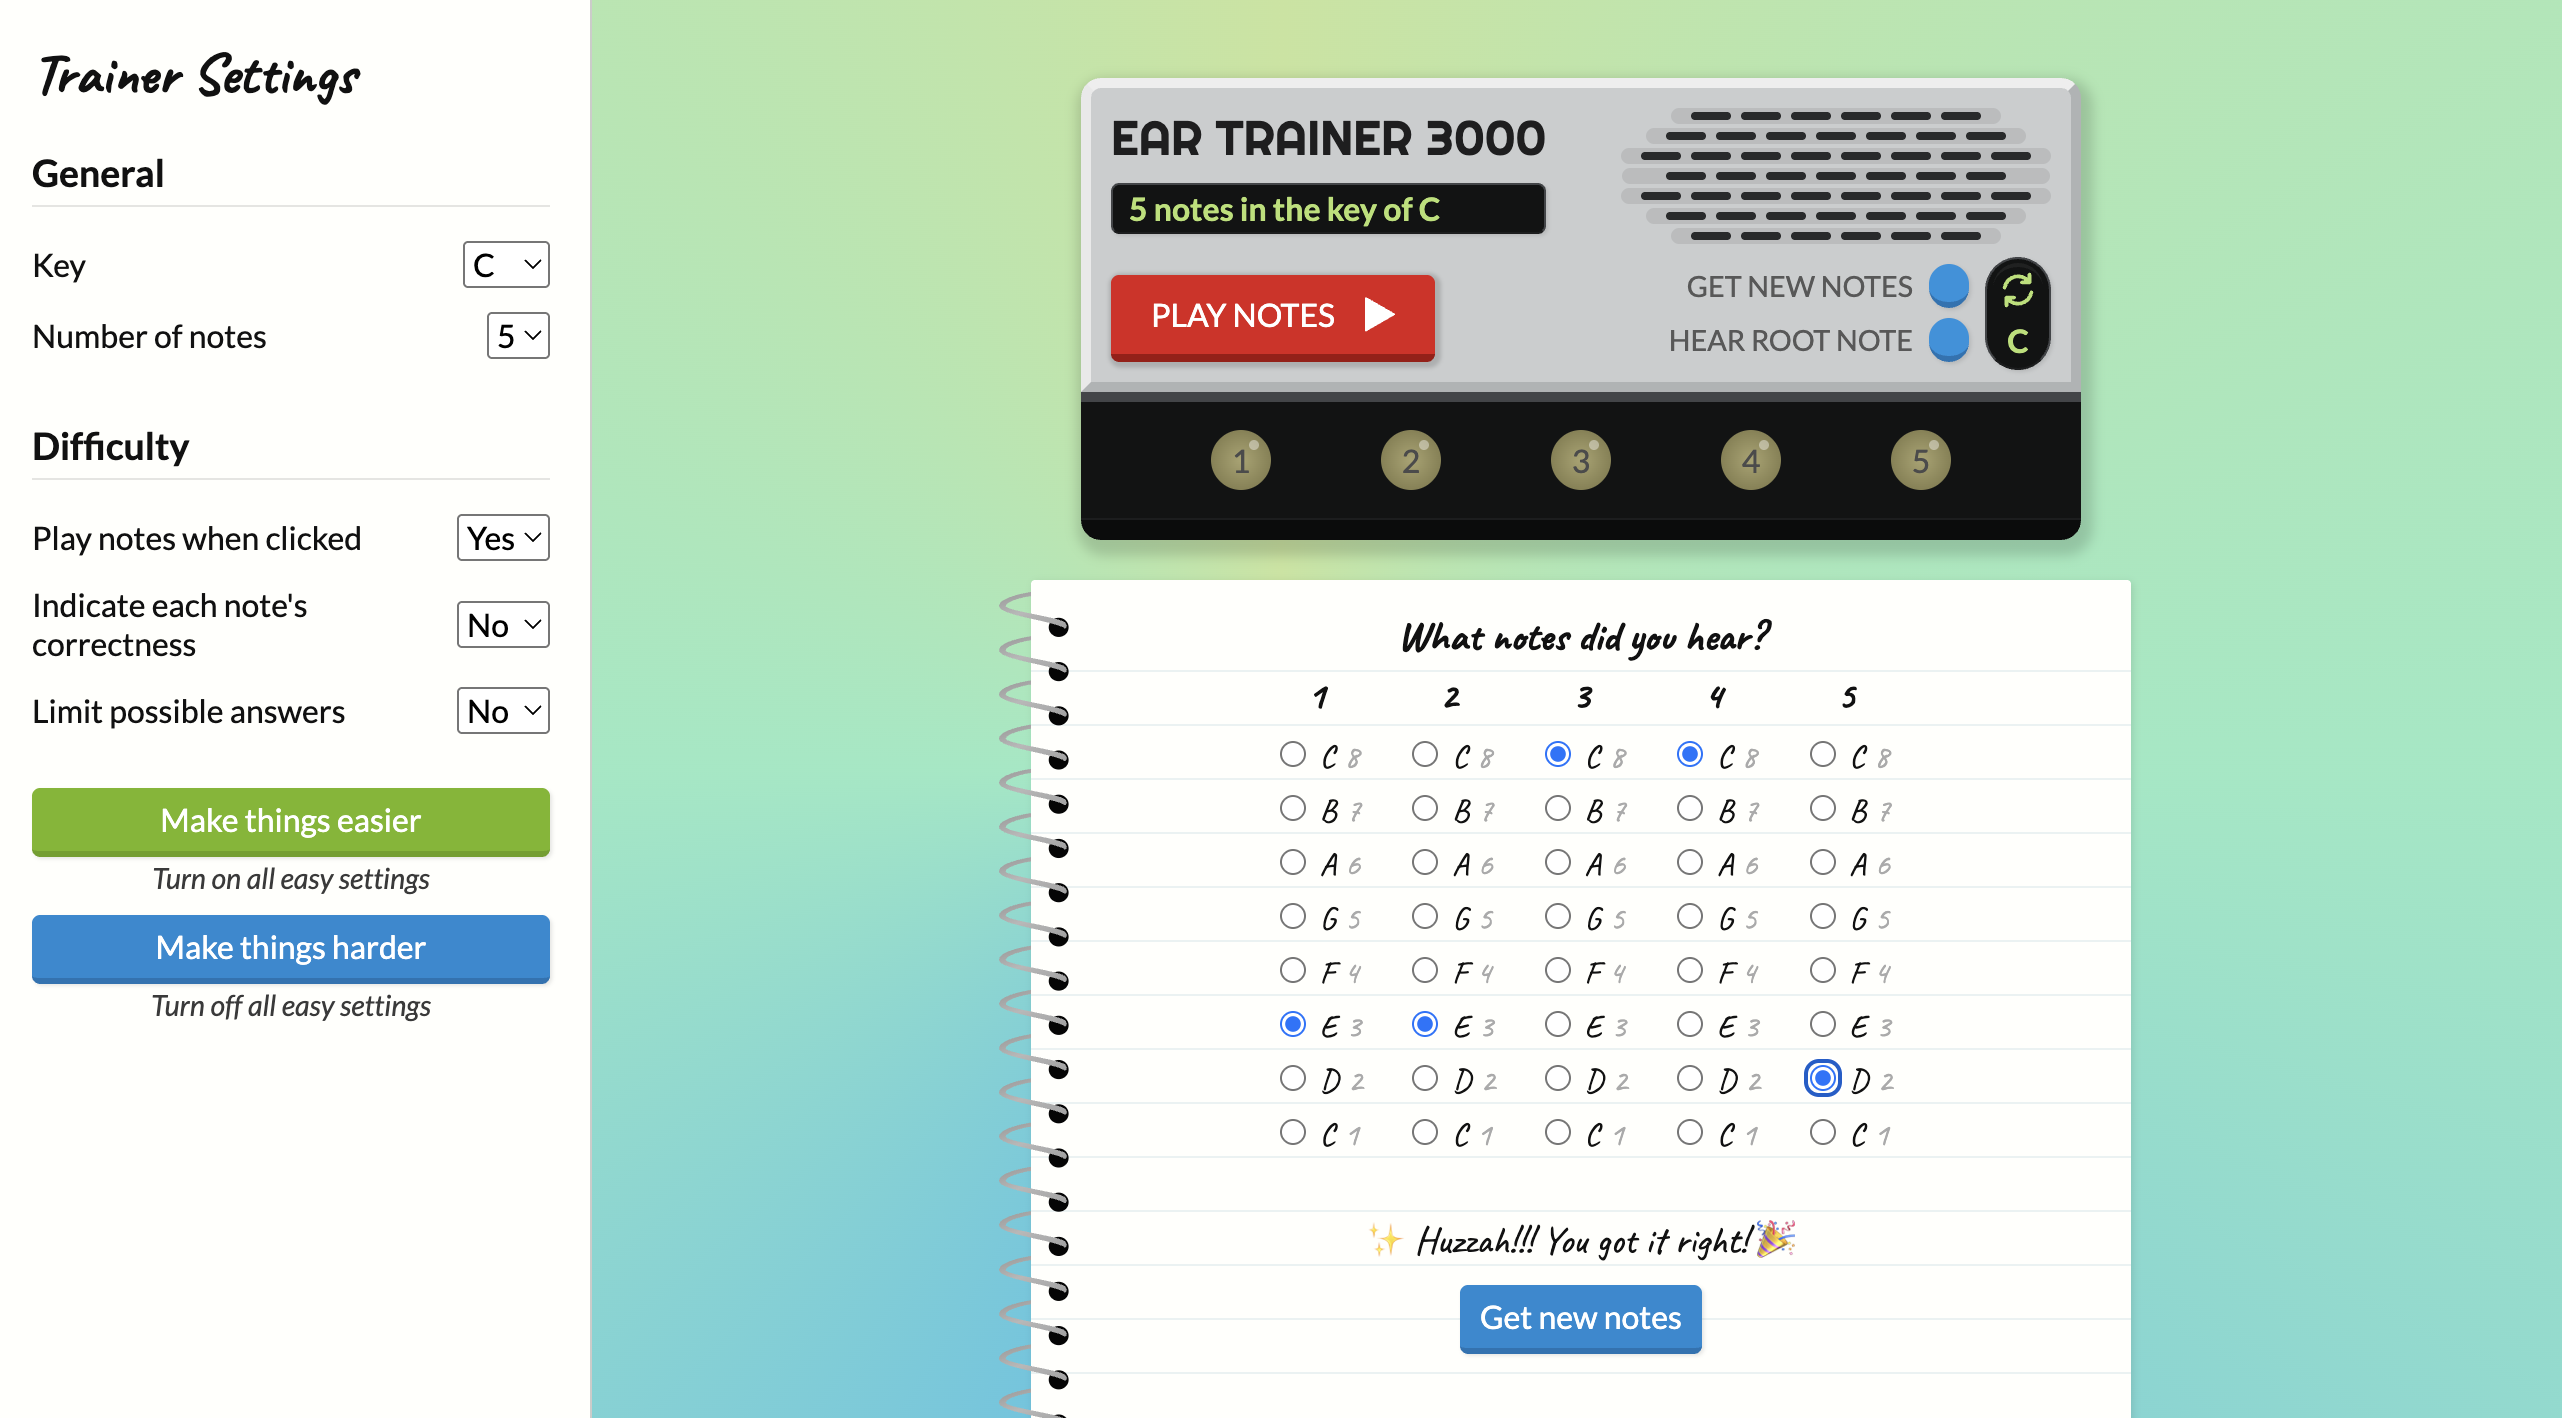 Trainer Settings
General
Key
C
Number of notes
5
Difficulty
Play notes when clicked
Yes
Indicate each note's
correctness
No
Limit possible answers
No
Make things easier
Turn on all easy settings
Make things harder
Turn off all easy settings
EAR TRAINER 3000
5 notes in the key of C
PLAY NOTES
GET NEW NOTES
HEAR ROOT NOTE
C
1 2 3 4 5
What notes did you hear?
1 2 3 4 5
C 8 C 8 C 8 C 8 C 8
B 7 B 7 B 7 B 7 B 7
A 6 A 6 A 6 A 6 A 6
G 5 G 5 G 5 G 5 G 5
F 4 F 4 F 4 F 4 F 4
E 3 E 3 E 3 E 3 E 3
D 2 D 2 D 2 D 2 D 2
C 1 C 1 C 1 C 1 C 1
✨ Huzzah!!! You got it right!🎉
Get new notes